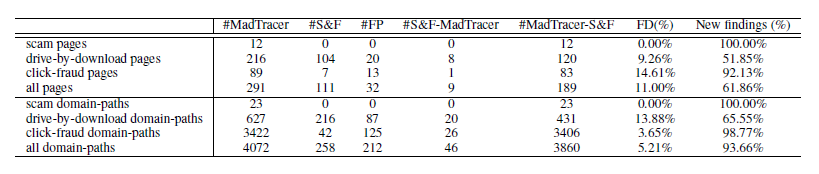 #MadTracer #S&F #FP #S&F-MadTracer #MadTracer-S&F FD(%) New findings (%)
scam pages 12 0 0 0 12 0.00% 100.00%
drive-by-download pages 216 104 20 8 120 9.26% 51.85%
click-fraud pages 89 7 13 1 83 14.61% 92.13%
all pages 291 111 32 9 189 11.00% 61.86%
scam domain-paths 23 0 0 0 23 0.00% 100.00%
drive-by-download domain-paths 627 216 87 20 431 13.88% 65.55%
click-fraud domain-paths 3422 42 125 26 3406 3.65% 98.77%
all domain-paths 4072 258 212 46 3860 5.21% 93.66%